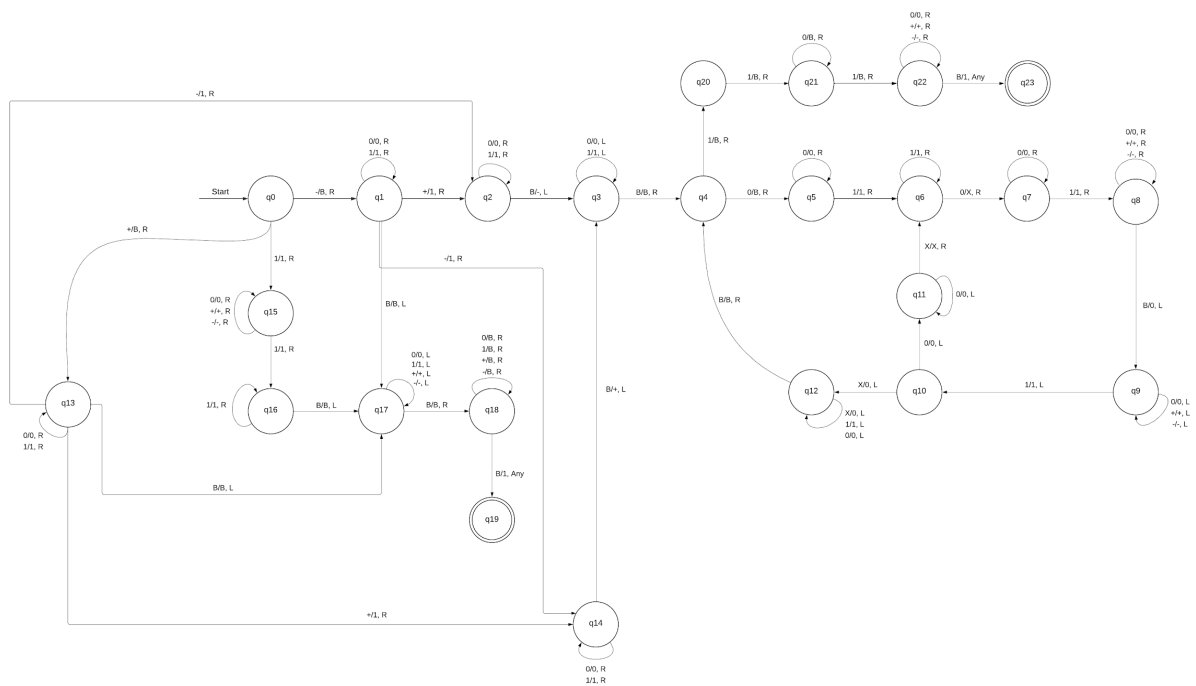 0/0, R
+/+, R
-/-, R
0/B, R
q20
1/B, R
q21
1/B, R
q22
B/1, Any
q23
-/1, R
1/B, R
0/0, R
1/1, R
0/0, R
1/1, R
0/0, L
1/1, L
0/0, R
1/1, R
0/0, R
0/0, R
+/+, R
-/-, R
Start
q0
-/B, R
q1
+/1, R
q2
B/-, L
q3
B/B, R
q4
0/B, R
q5
1/1, R
q6
0/X, R
q7
1/1, R
q8
+/B, R
1/1, R
-/1, R
X/X, R
q11
0/0, L
0/0, R
+/+, R
-/-, R
q15
B/B, L
B/B, R
B/0, L
1/1, R
0/0, L
0/0, L
1/1, L
+/+, L
-/-, L
0/B, R
1/B, R
+/B, R
-/B, R
B/+, L
q13
0/0, R
1/1, R
1/1, R
q16
B/B, L
q17
B/B, R
q18
q12
X/0, L
q10
1/1, L
q9
X/0, L
1/1, L
0/0, L
0/0, L
+/+, L
-/-, L
B/B, L
B/1, Any
q19
+/1, R
q14
0/0, R
1/1, R